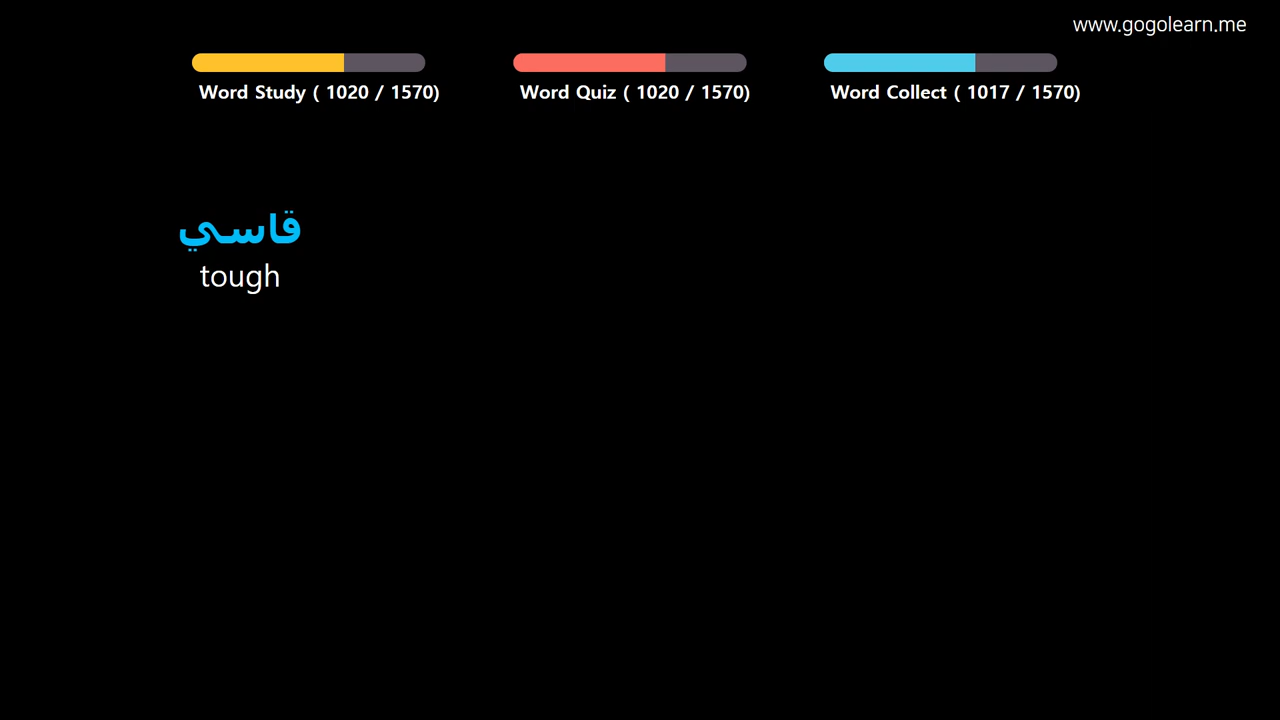 www.gogolearn.me
Word Study ( 1020 / 1570)
Word Quiz ( 1020 / 1570)
Word Collect ( 1017 / 1570)
قاسي
tough